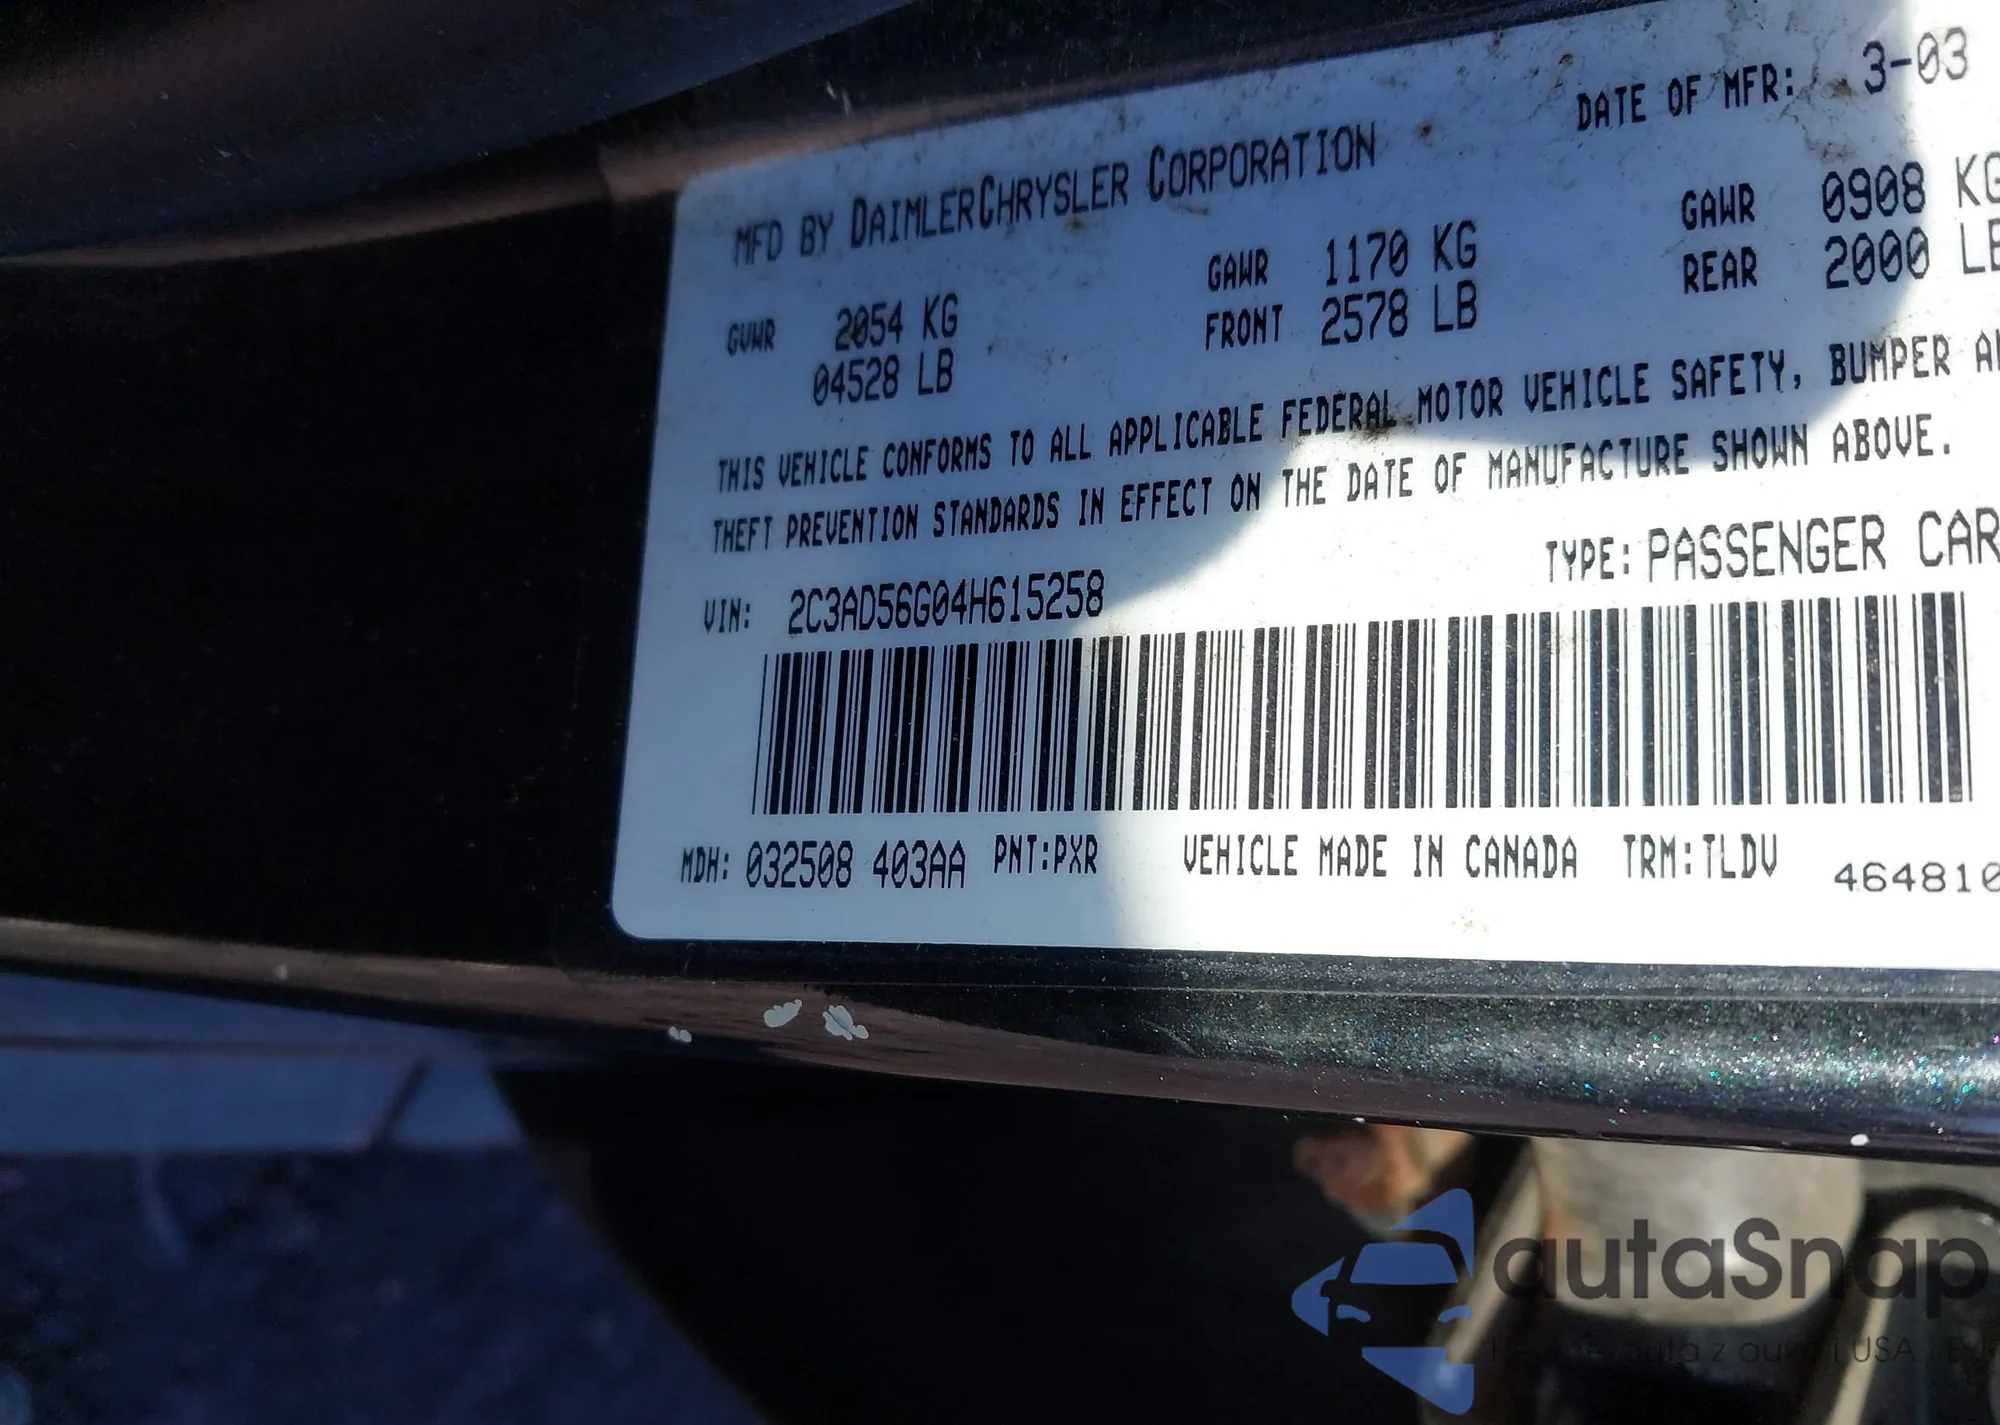 MFD BY DAIMLERCHRYSLER CORPORATION
DATE OF MFR: 3-03
GVWR 2054 KG
04528 LB
GAWR 1170 KG
FRONT 2578 LB
GAWR 0908 KG
REAR 2000 LB
THIS VEHICLE CONFORMS TO ALL APPLICABLE FEDERAL MOTOR VEHICLE SAFETY, BUMPER
THEFT PREVENTION STANDARDS IN EFFECT ON THE DATE OF MANUFACTURE SHOWN ABOVE.
VIN: 2C3AD56G04H615258
TYPE: PASSENGER CAR
MDH: 032508 403AA PNT:PXR VEHICLE MADE IN CANADA TRM:TLDV 464810
autaSnap
auta z USA